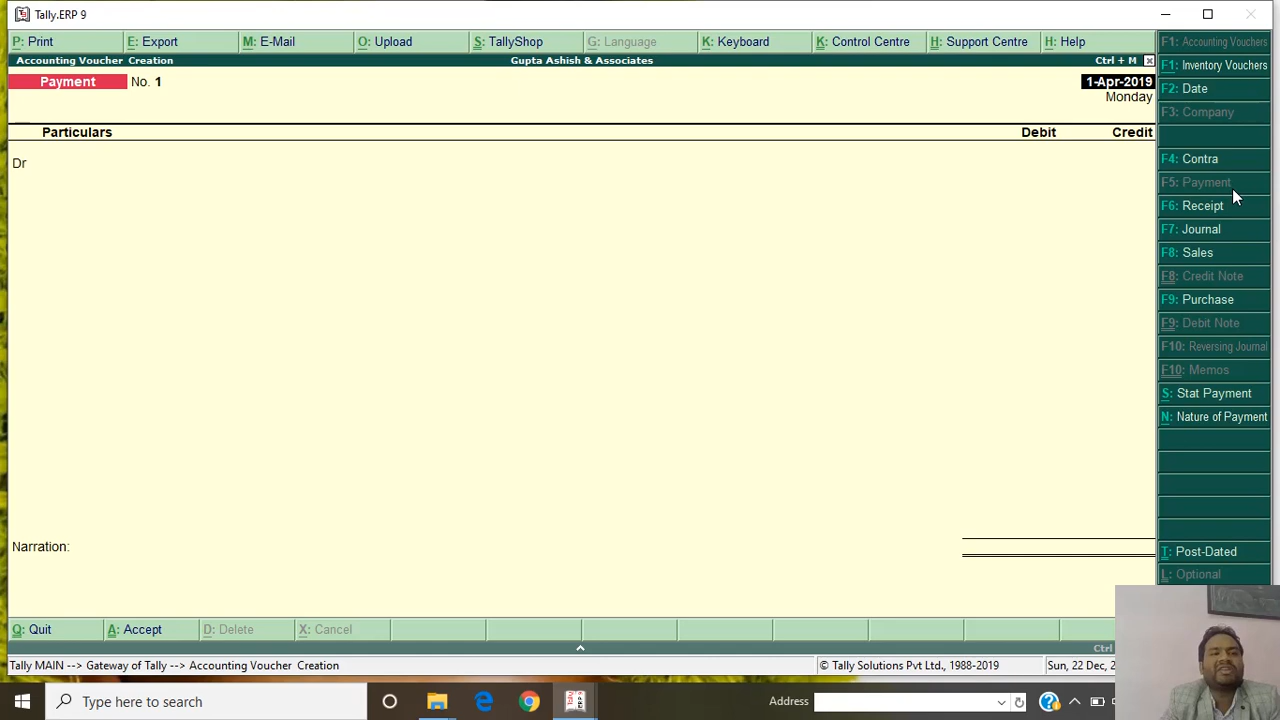 Tally.ERP 9
P: Print
E: Export
M: E-Mail
O: Upload
S: TallyShop
G: Language
K: Keyboard
K: Control Centre
H: Support Centre
H: Help
Accounting Voucher Creation
Gupta Ashish & Associates
Ctrl + M
Payment
No. 1
1-Apr-2019
Monday
Particulars
Debit
Credit
Dr
Narration:
F1: Accounting Vouchers
F1: Inventory Vouchers
F2: Date
F3: Company
F4: Contra
F5: Payment
F6: Receipt
F7: Journal
F8: Sales
F8: Credit Note
F9: Purchase
F9: Debit Note
F10: Reversing Journal
F10: Memos
S: Stat Payment
N: Nature of Payment
T: Post-Dated
L: Optional
Q: Quit
A: Accept
D: Delete
X: Cancel
Ctrl
Tally MAIN --> Gateway of Tally --> Accounting Voucher Creation
© Tally Solutions Pvt Ltd., 1988-2019
Sun, 22 Dec, 2
Type here to search
Address